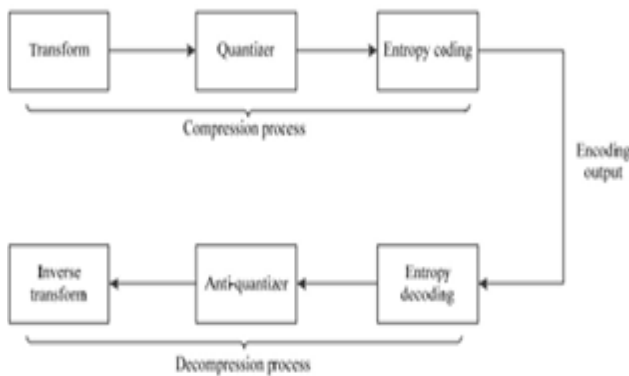 Transform
Quantizer
Entropy coding
Compression process
Encoding
output
Inverse
transform
Anti-quantizer
Entropy
decoding
Decompression process